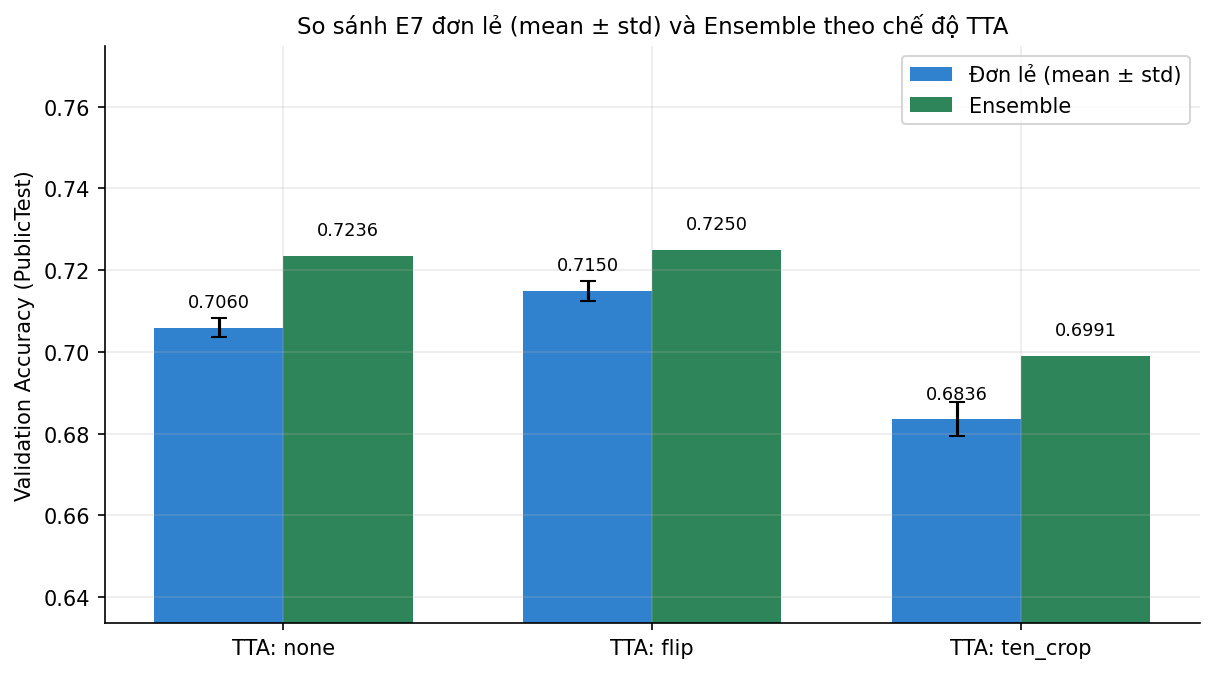 So sánh E7 đơn lẻ (mean ± std) và Ensemble theo chế độ TTA
Đơn lẻ (mean ± std)
Ensemble
Validation Accuracy (PublicTest)
0.76
0.74
0.72
0.70
0.68
0.66
0.64
0.7060
0.7236
0.7150
0.7250
0.6836
0.6991
TTA: none
TTA: flip
TTA: ten_crop